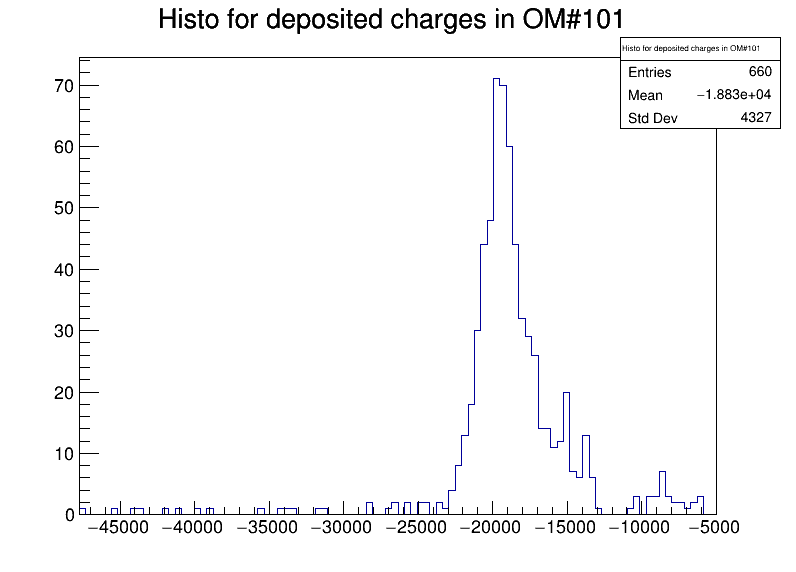 Histo for deposited charges in OM#101
Histo for deposited charges in OM#101
Entries 660
Mean −1.883e+04
Std Dev 4327
70
60
50
40
30
20
10
0
−45000 −40000 −35000 −30000 −25000 −20000 −15000 −10000 −5000